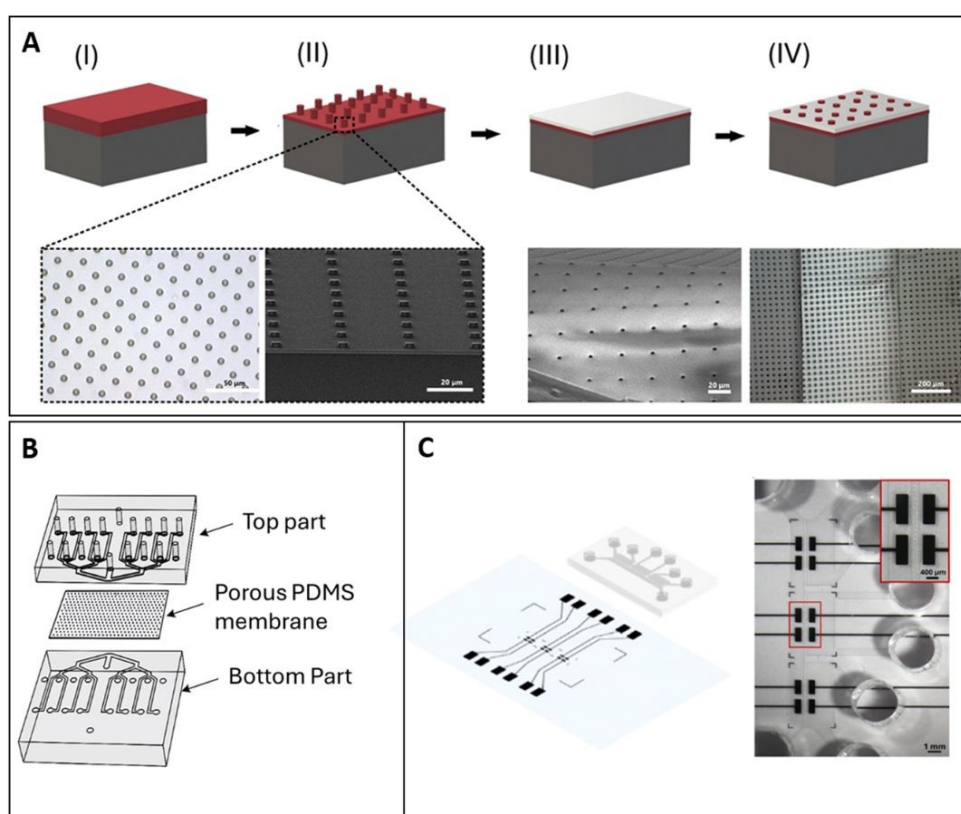 A
(I)
(II)
(III)
(IV)
50 μm
20 μm
20 μm
200 μm
B
Top part
Porous PDMS
membrane
Bottom Part
C
400 μm
1 mm